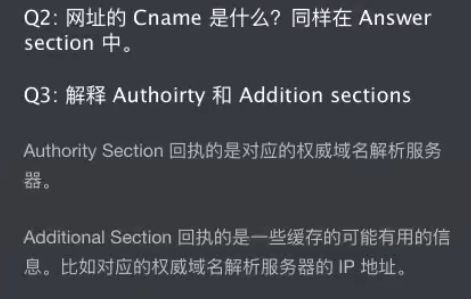 Q2: 网址的 Cname 是什么？同样在 Answer
section 中。
Q3: 解释 Authoirty 和 Addition sections
Authority Section 回执的是对应的权威域名解析服务
器。
Additional Section 回执的是一些缓存的可能有用的信
息。比如对应的权威域名解析服务器的 IP 地址。